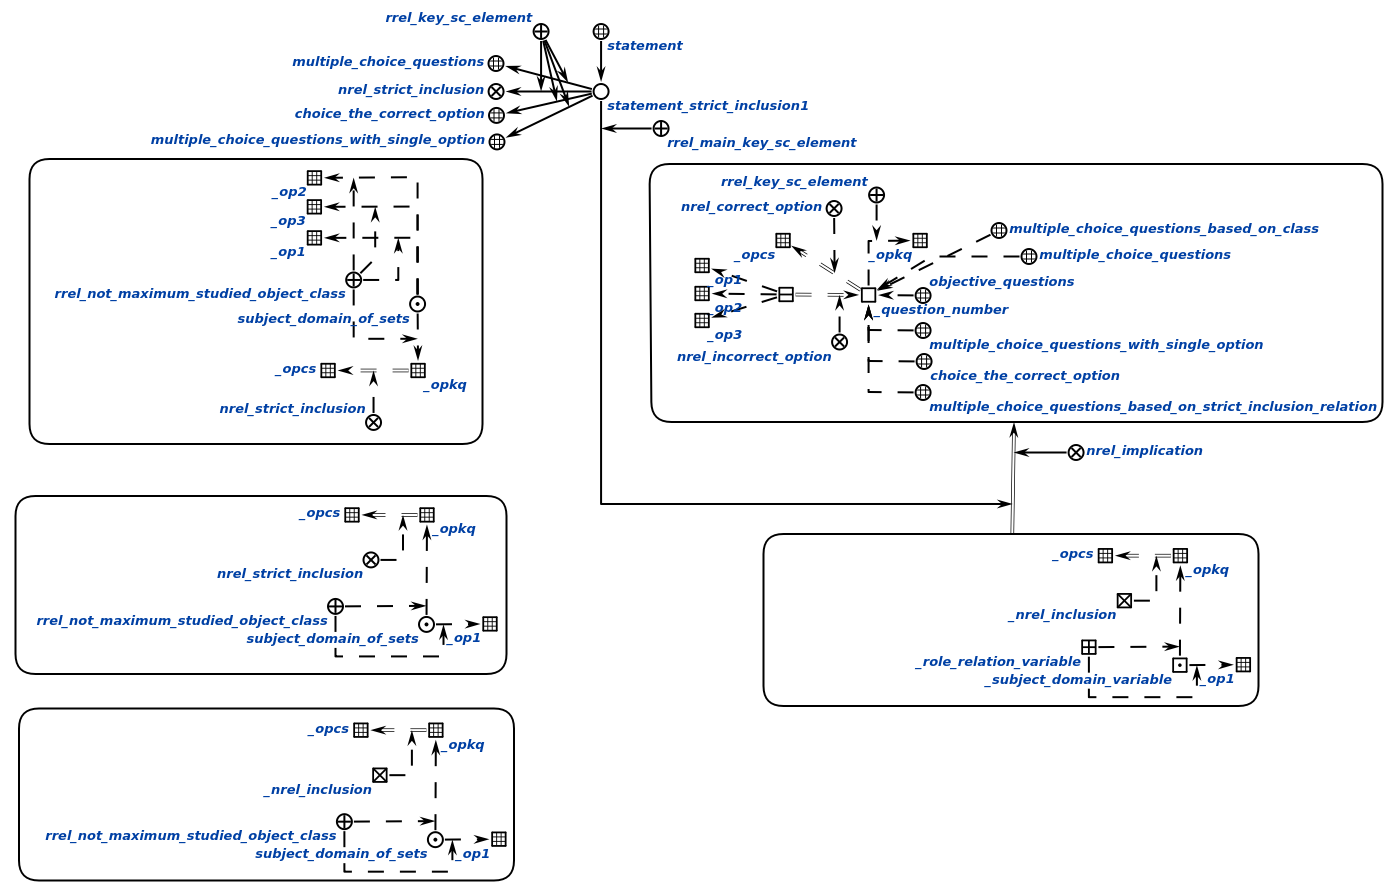 rrel_key_sc_element
statement
multiple_choice_questions
nrel_strict_inclusion
statement_strict_inclusion1
choice_the_correct_option
multiple_choice_questions_with_single_option
rrel_main_key_sc_element
_op2
_op3
_op1
rrel_not_maximum_studied_object_class
subject_domain_of_sets
_opcs
_opkq
nrel_strict_inclusion
rrel_key_sc_element
nrel_correct_option
multiple_choice_questions_based_on_class
_opcs
_opkq
multiple_choice_questions
_op1
objective_questions
_op2
_question_number
_op3
multiple_choice_questions_with_single_option
nrel_incorrect_option
choice_the_correct_option
multiple_choice_questions_based_on_strict_inclusion_relation
nrel_implication
_opcs
_opkq
nrel_strict_inclusion
rrel_not_maximum_studied_object_class
subject_domain_of_sets
_op1
_opcs
_opkq
_nrel_inclusion
_role_relation_variable
_subject_domain_variable
_op1
_opcs
_opkq
_nrel_inclusion
rrel_not_maximum_studied_object_class
subject_domain_of_sets
_op1